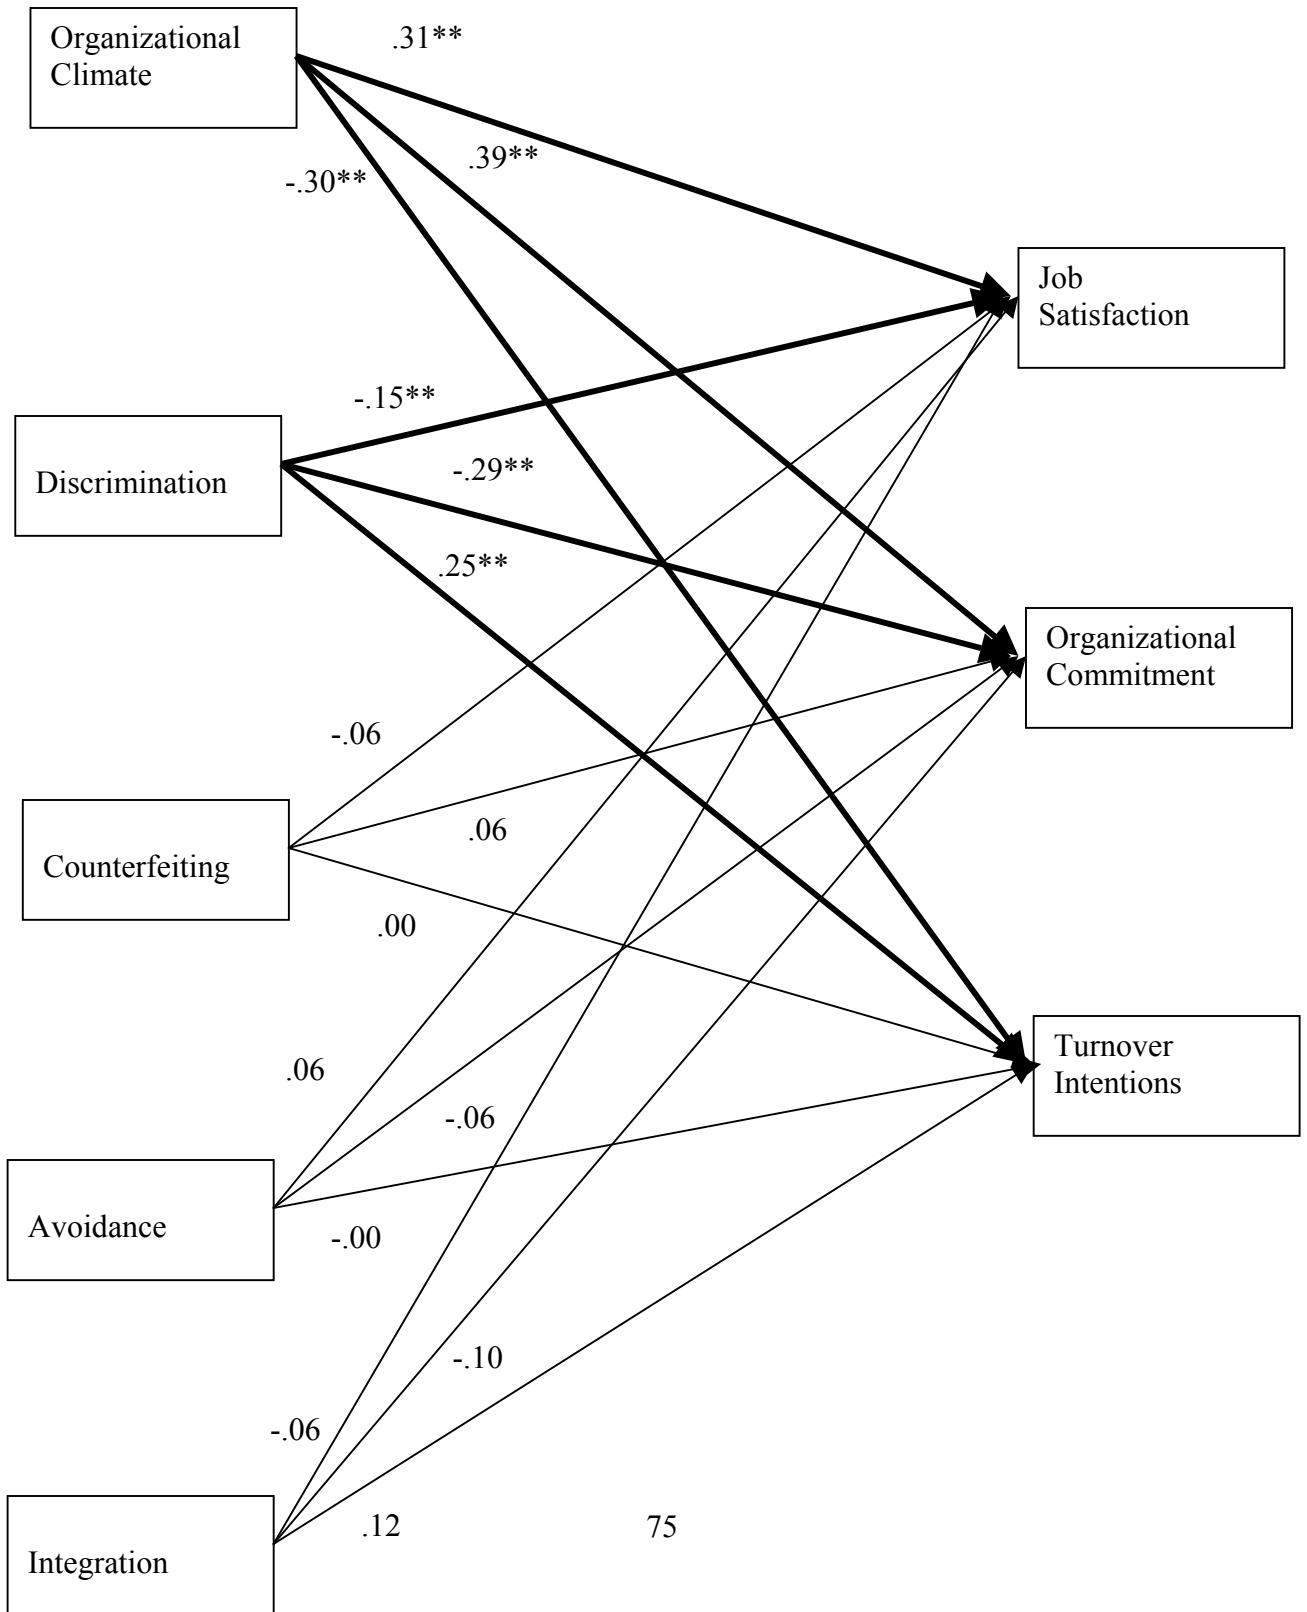 Organizational
Climate
.31**
.39**
-.30**
Job
Satisfaction
-.15**
Discrimination
-.29**
.25**
Organizational
Commitment
-.06
.06
Counterfeiting
.00
Turnover
Intentions
.06
-.06
Avoidance
-.00
-.10
-.06
.12
75
Integration